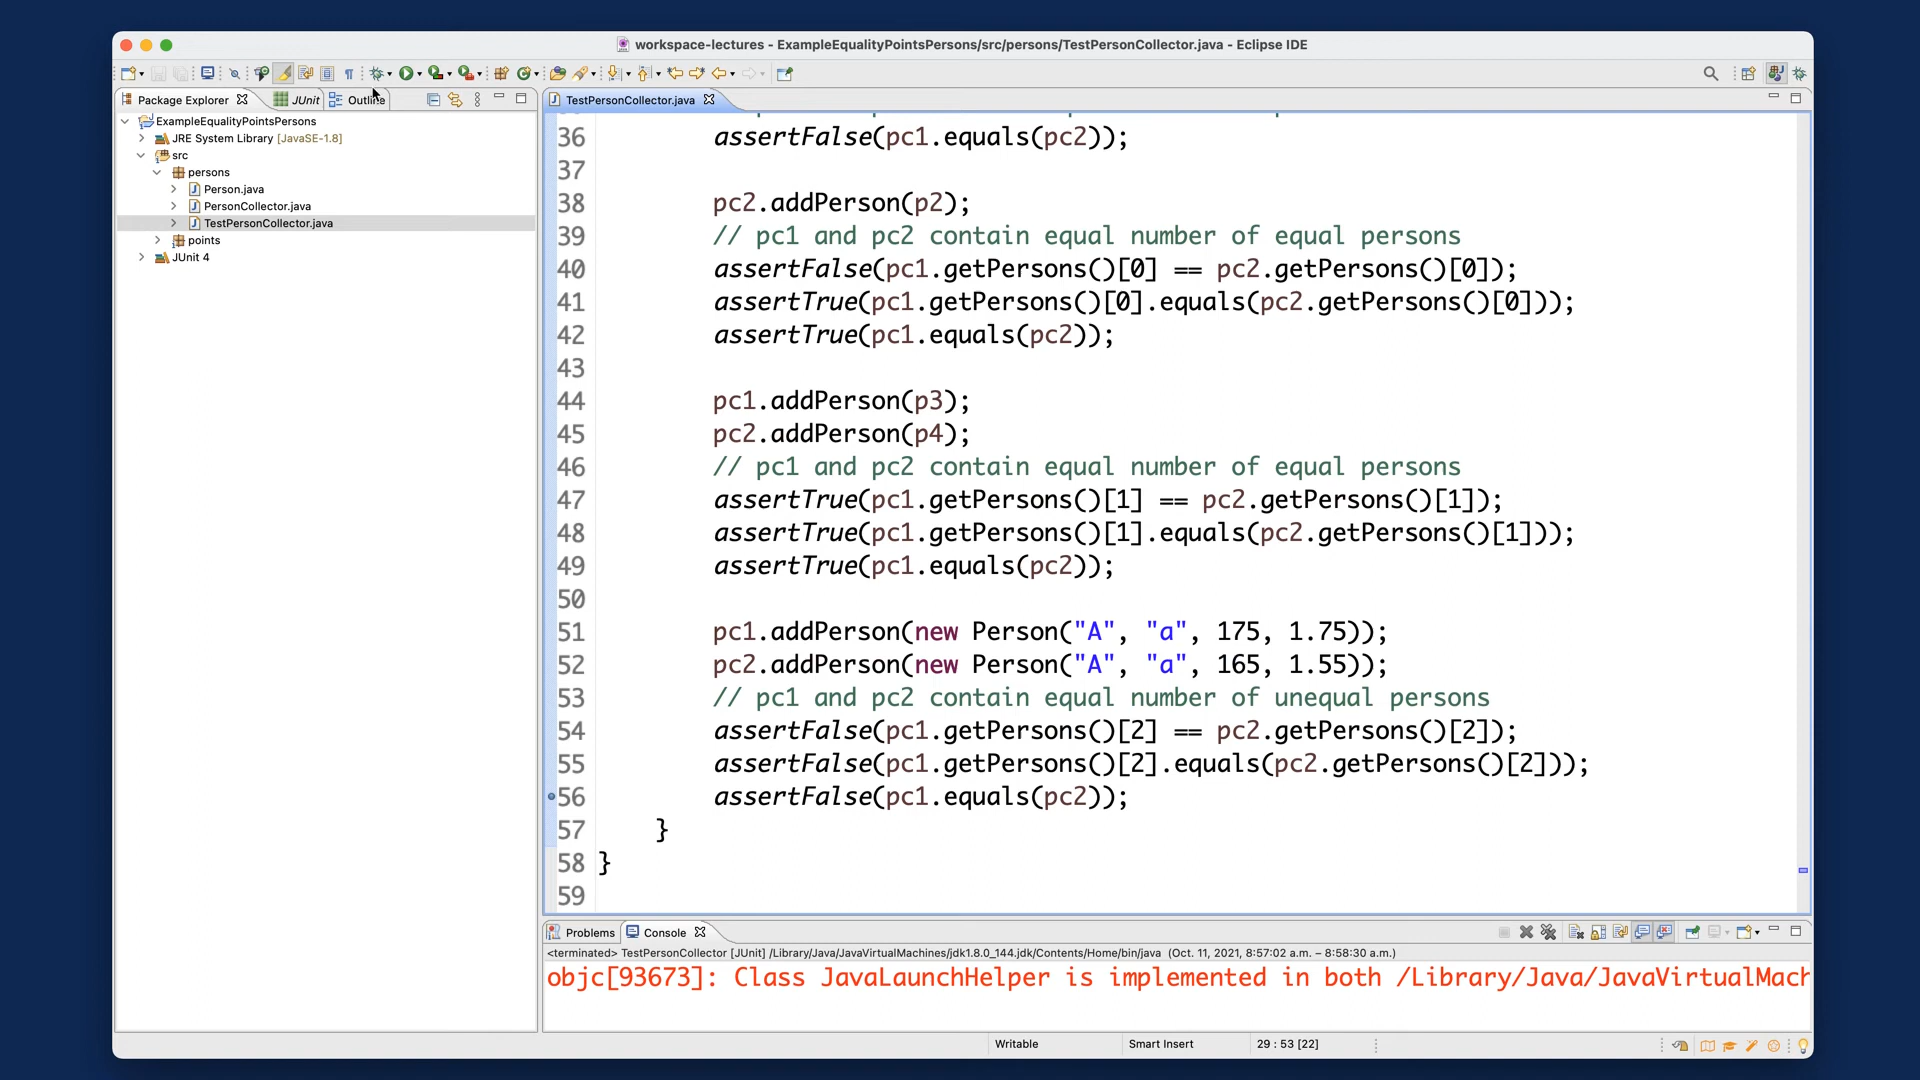 workspace-lectures - ExampleEqualityPointsPersons/src/persons/TestPersonCollector.java - Eclipse IDE
Package Explorer
JUnit
Outline
TestPersonCollector.java
ExampleEqualityPointsPersons
JRE System Library [JavaSE-1.8]
src
persons
Person.java
PersonCollector.java
TestPersonCollector.java
points
JUnit 4
36 assertFalse(pc1.equals(pc2));
37
38 pc2.addPerson(p2);
39 // pc1 and pc2 contain equal number of equal persons
40 assertFalse(pc1.getPersons()[0] == pc2.getPersons()[0]);
41 assertTrue(pc1.getPersons()[0].equals(pc2.getPersons()[0]));
42 assertTrue(pc1.equals(pc2));
43
44 pc1.addPerson(p3);
45 pc2.addPerson(p4);
46 // pc1 and pc2 contain equal number of equal persons
47 assertTrue(pc1.getPersons()[1] == pc2.getPersons()[1]);
48 assertTrue(pc1.getPersons()[1].equals(pc2.getPersons()[1]));
49 assertTrue(pc1.equals(pc2));
50
51 pc1.addPerson(new Person("A", "a", 175, 1.75));
52 pc2.addPerson(new Person("A", "a", 165, 1.55));
53 // pc1 and pc2 contain equal number of unequal persons
54 assertFalse(pc1.getPersons()[2] == pc2.getPersons()[2]);
55 assertFalse(pc1.getPersons()[2].equals(pc2.getPersons()[2]));
56 assertFalse(pc1.equals(pc2));
57 }
58 }
59
Problems
Console
<terminated> TestPersonCollector [JUnit] /Library/Java/JavaVirtualMachines/jdk1.8.0_144.jdk/Contents/Home/bin/java (Oct. 11, 2021, 8:57:02 a.m. – 8:58:30 a.m.)
objc[93673]: Class JavaLaunchHelper is implemented in both /Library/Java/JavaVirtualMach
Writable
Smart Insert
29 : 53 [22]